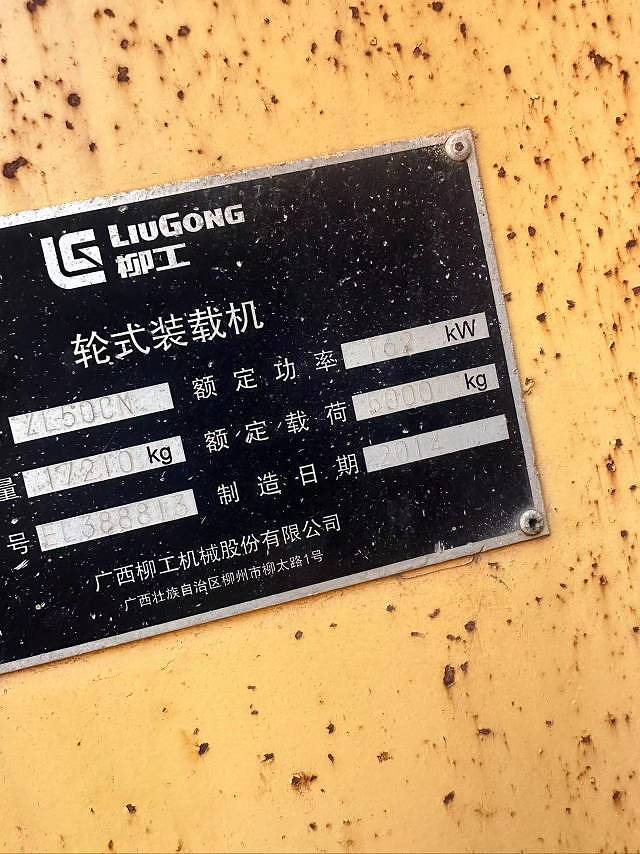 LG LIUGONG
柳工
轮式装载机
ZL50CN 额定功率 162 kW
量 17210 kg 额定载荷 5000 kg
号 EL388813 制造日期 2014
广西柳工机械股份有限公司
广西壮族自治区柳州市柳太路1号